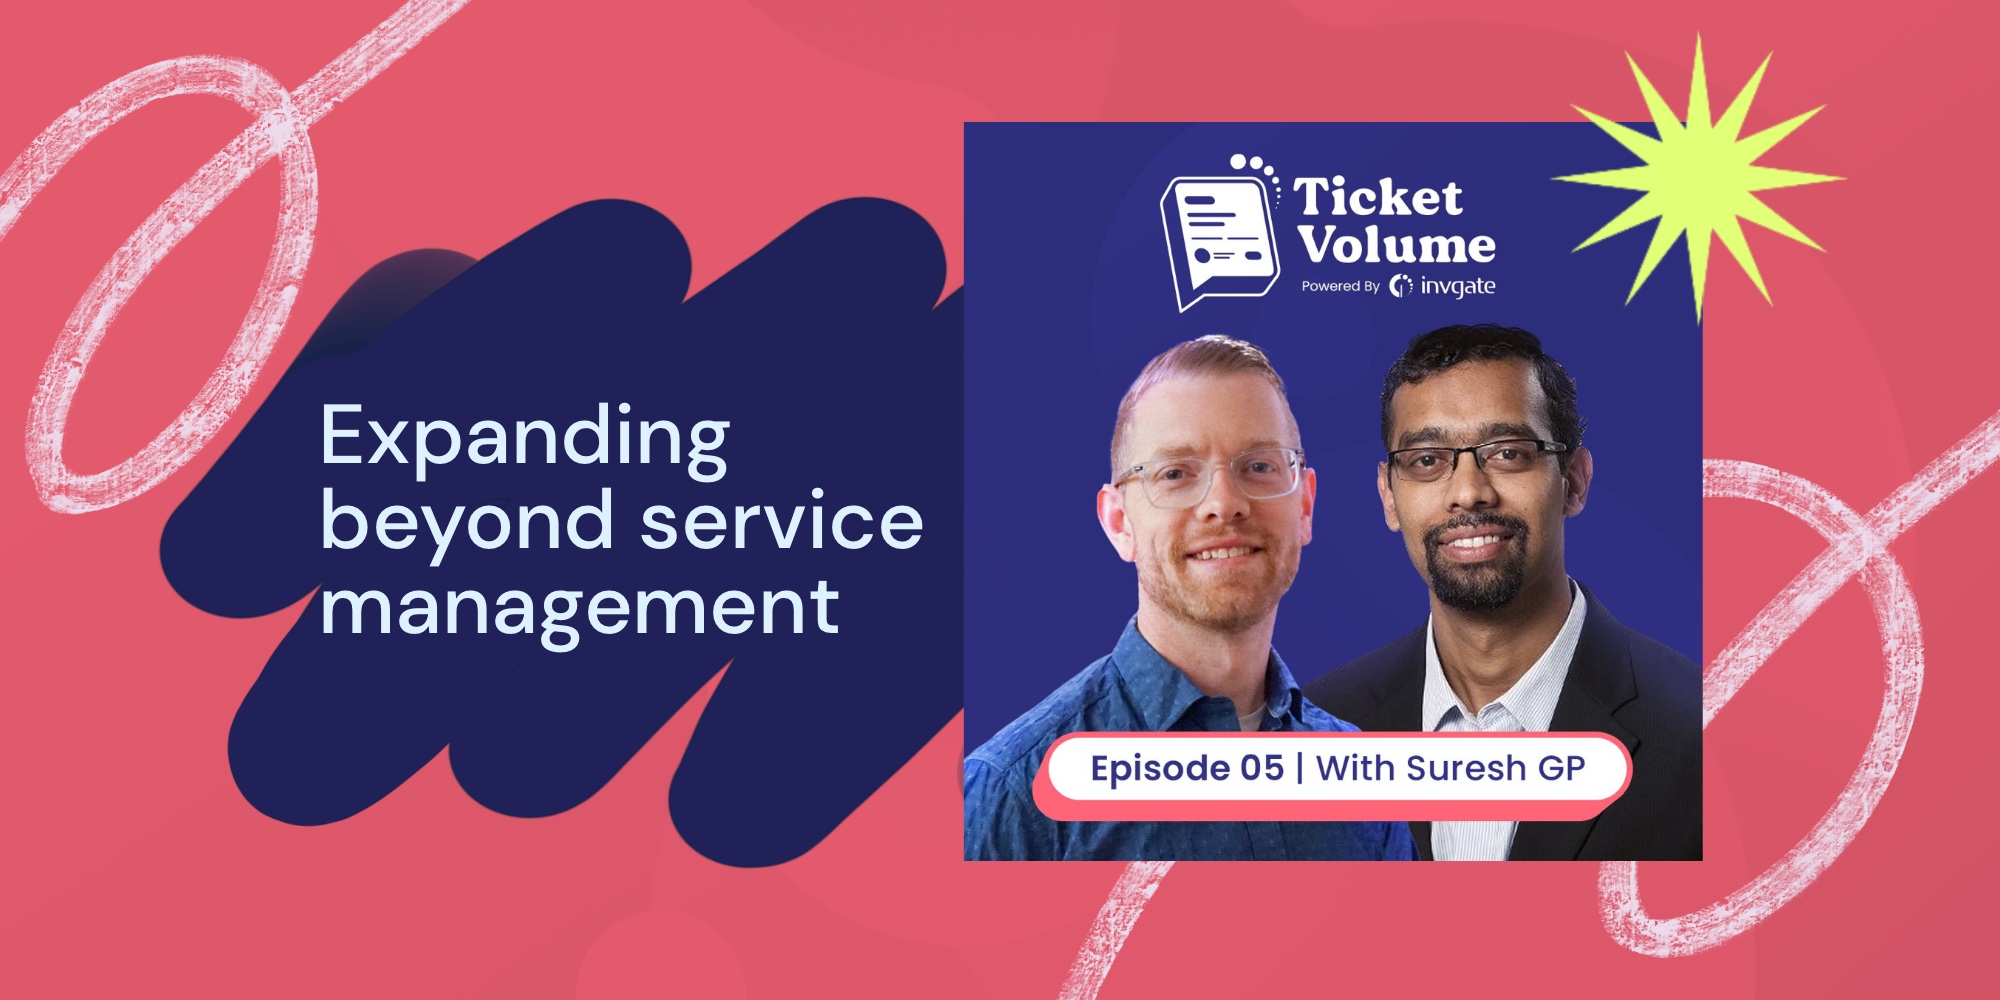 Expanding
beyond service
management
Ticket
Volume
Powered By invgate
Episode 05 | With Suresh GP